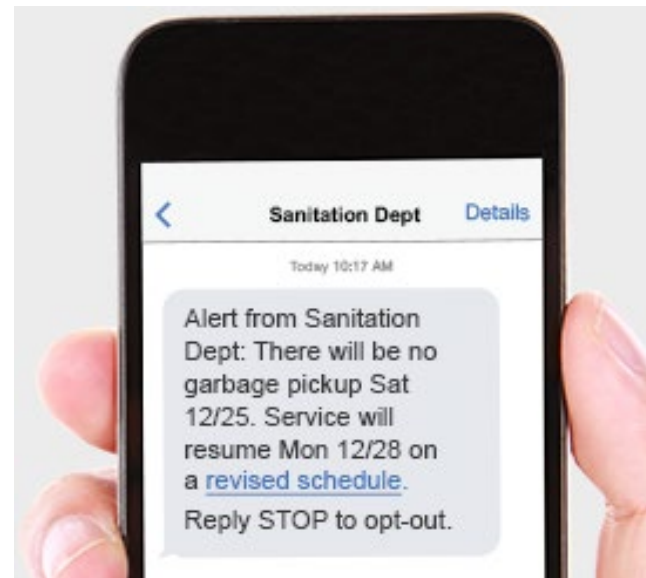 Sanitation Dept
Details
Today 10:17 AM
Alert from Sanitation
Dept: There will be no
garbage pickup Sat
12/25. Service will
resume Mon 12/28 on
a revised schedule.
Reply STOP to opt-out.